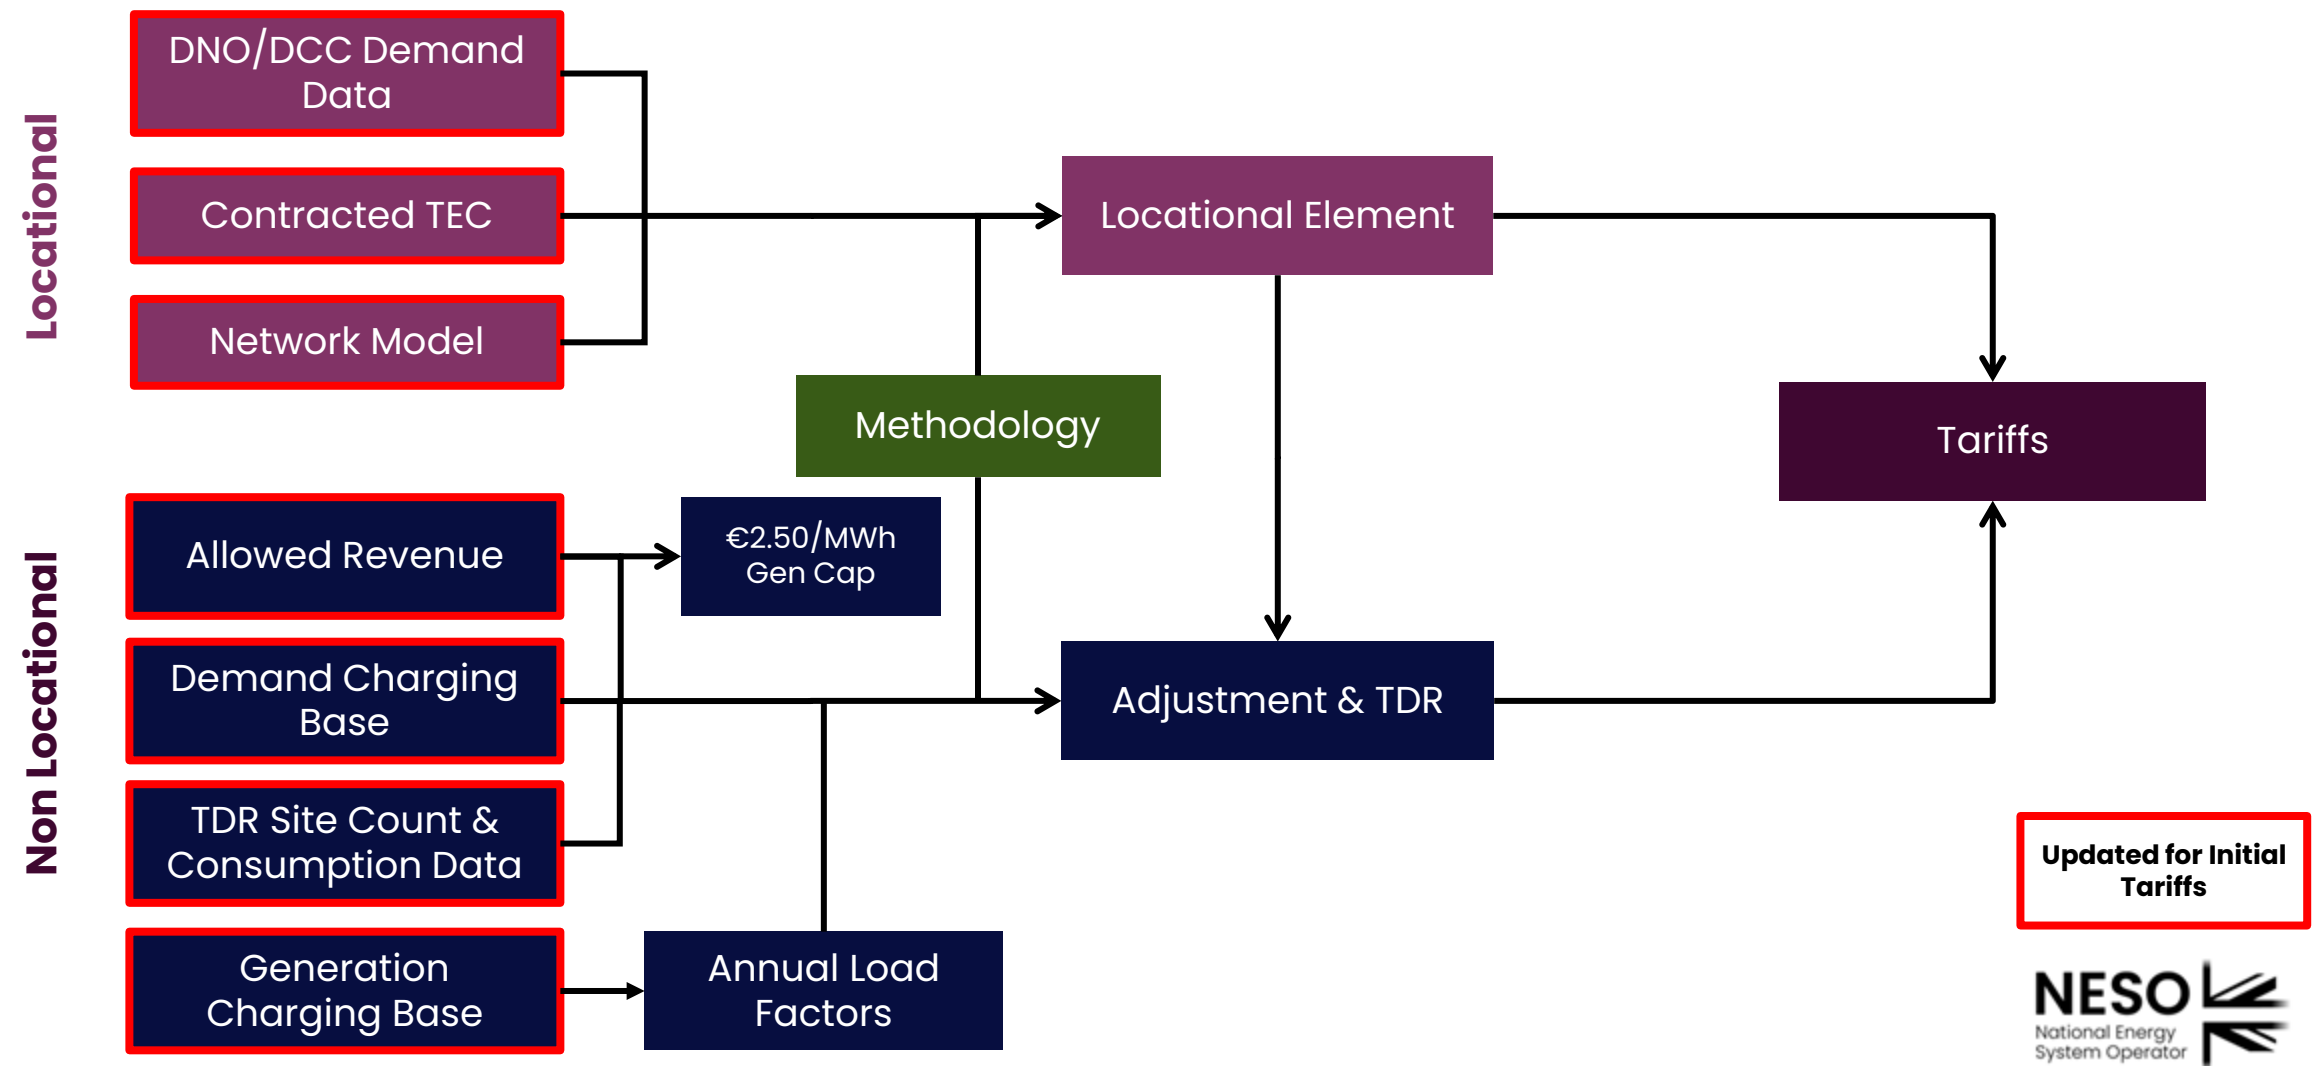 Locational
DNO/DCC Demand
Data
Contracted TEC
Network Model
Locational Element
Methodology
Tariffs
Non Locational
Allowed Revenue
€2.50/MWh
Gen Cap
Demand Charging
Base
Adjustment & TDR
TDR Site Count &
Consumption Data
Generation
Charging Base
Annual Load
Factors
Updated for Initial
Tariffs
NESO
National Energy
System Operator